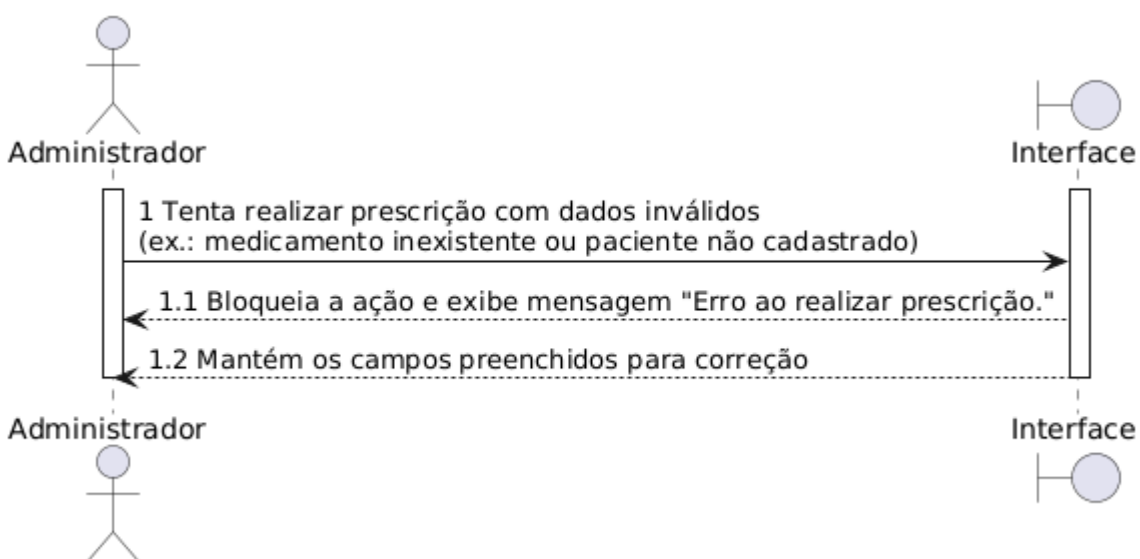 Administrador
Interface
1 Tenta realizar prescrição com dados inválidos
(ex.: medicamento inexistente ou paciente não cadastrado)
1.1 Bloqueia a ação e exibe mensagem "Erro ao realizar prescrição."
1.2 Mantém os campos preenchidos para correção
Administrador
Interface